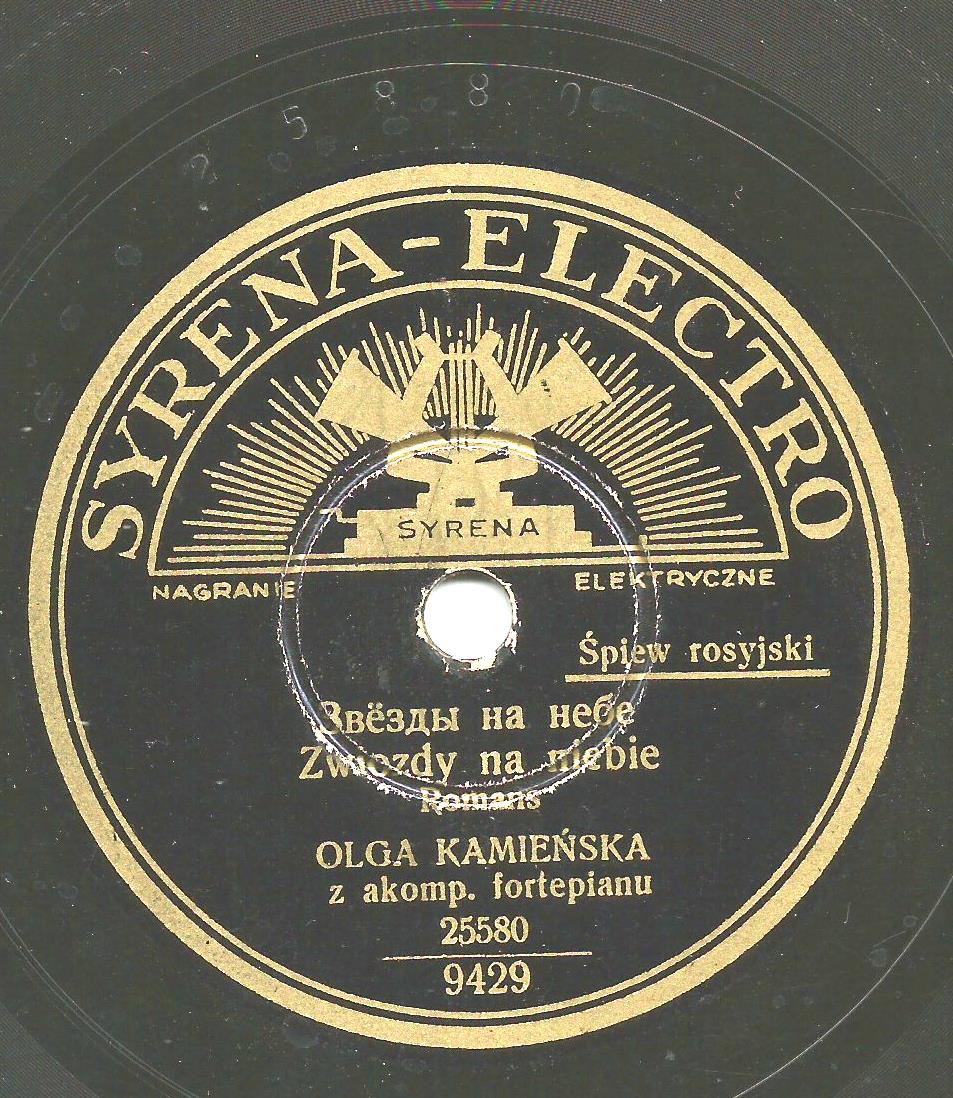 SYRENA-ELECTRO
SYRENA
NAGRANIE ELEKTRYCZNE
Śpiew rosyjski
Звёзды на небе
Zwiozdy na niebie
Romans
OLGA KAMIEŃSKA
z akomp. fortepianu
25580
9429